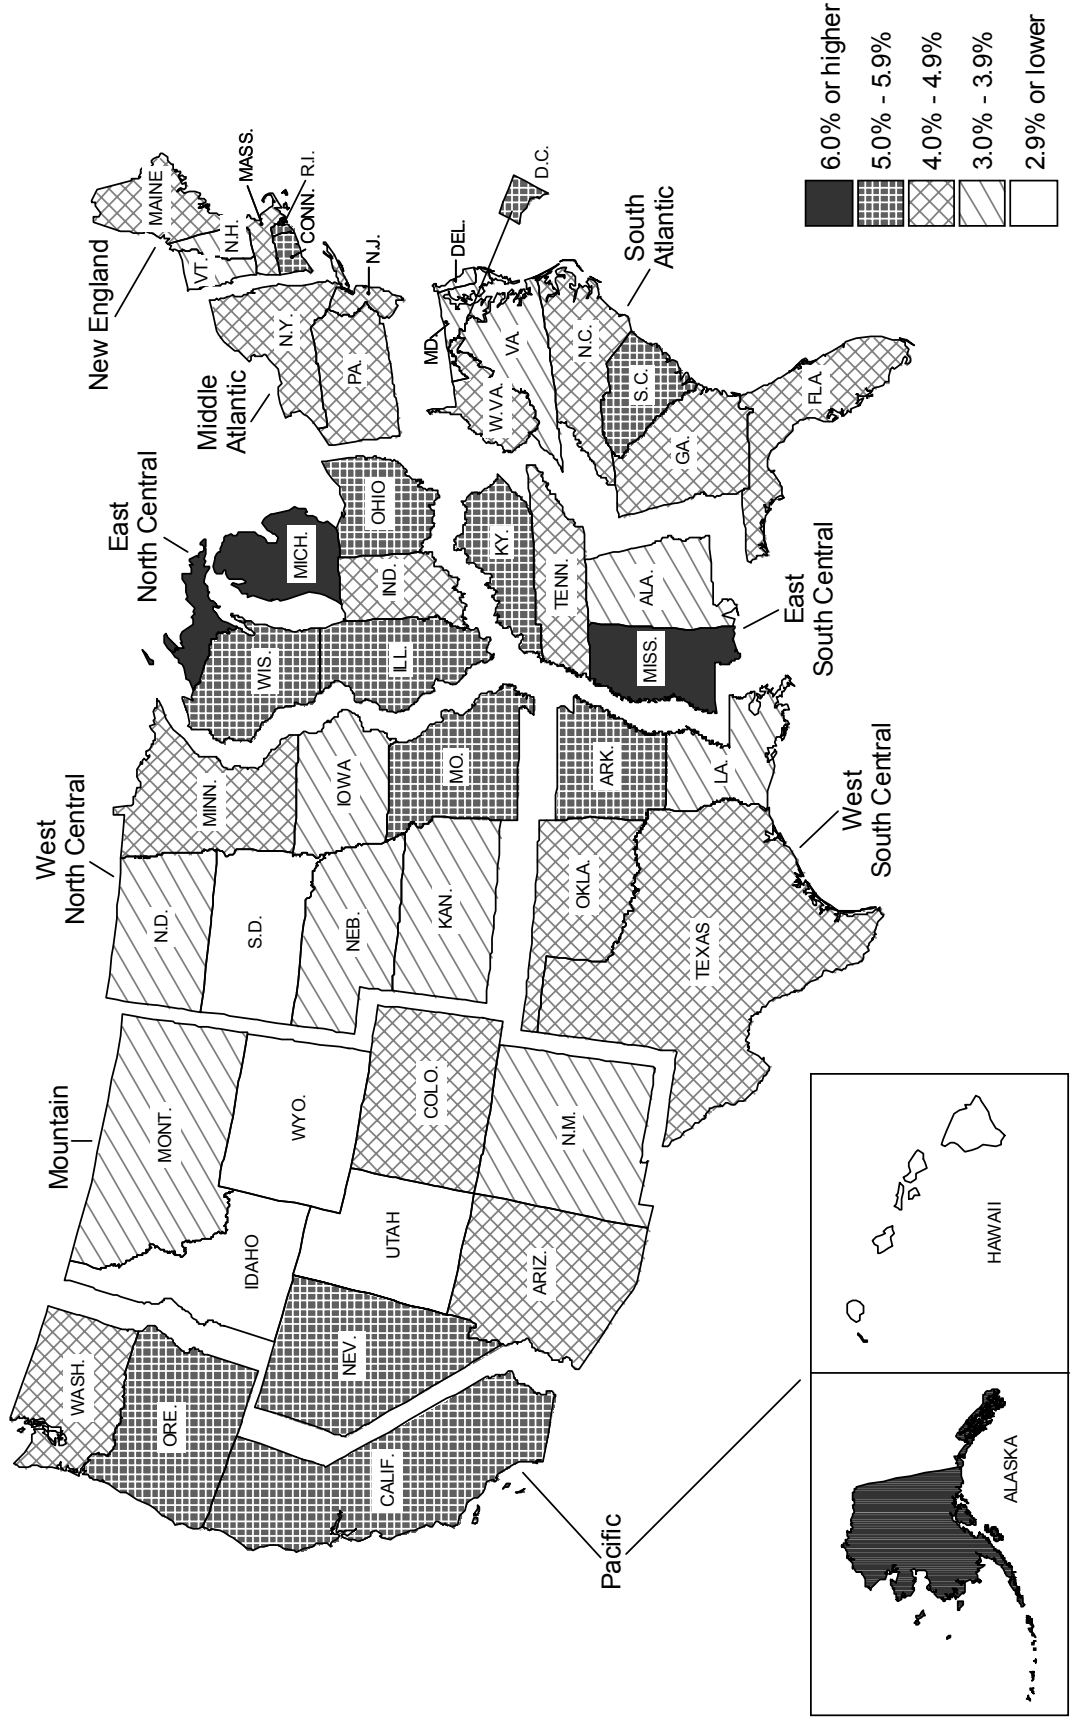 New England
Middle
Atlantic
East
North Central
West
North Central
Mountain
Pacific
West
South Central
East
South Central
South
Atlantic
WASH.
ORE.
CALIF.
NEV.
IDAHO
MONT.
WYO.
UTAH
COLO.
ARIZ.
N.M.
N.D.
S.D.
NEB.
KAN.
MINN.
IOWA
MO.
OKLA.
TEXAS
ARK.
LA.
WIS.
ILL.
MICH.
IND.
OHIO
KY.
TENN.
MISS.
ALA.
MAINE
VT.
N.H.
MASS.
R.I.
CONN.
N.Y.
PA.
N.J.
DEL.
MD.
D.C.
VA.
W.VA.
N.C.
S.C.
GA.
FLA.
ALASKA
HAWAII
6.0% or higher
5.0% - 5.9%
4.0% - 4.9%
3.0% - 3.9%
2.9% or lower